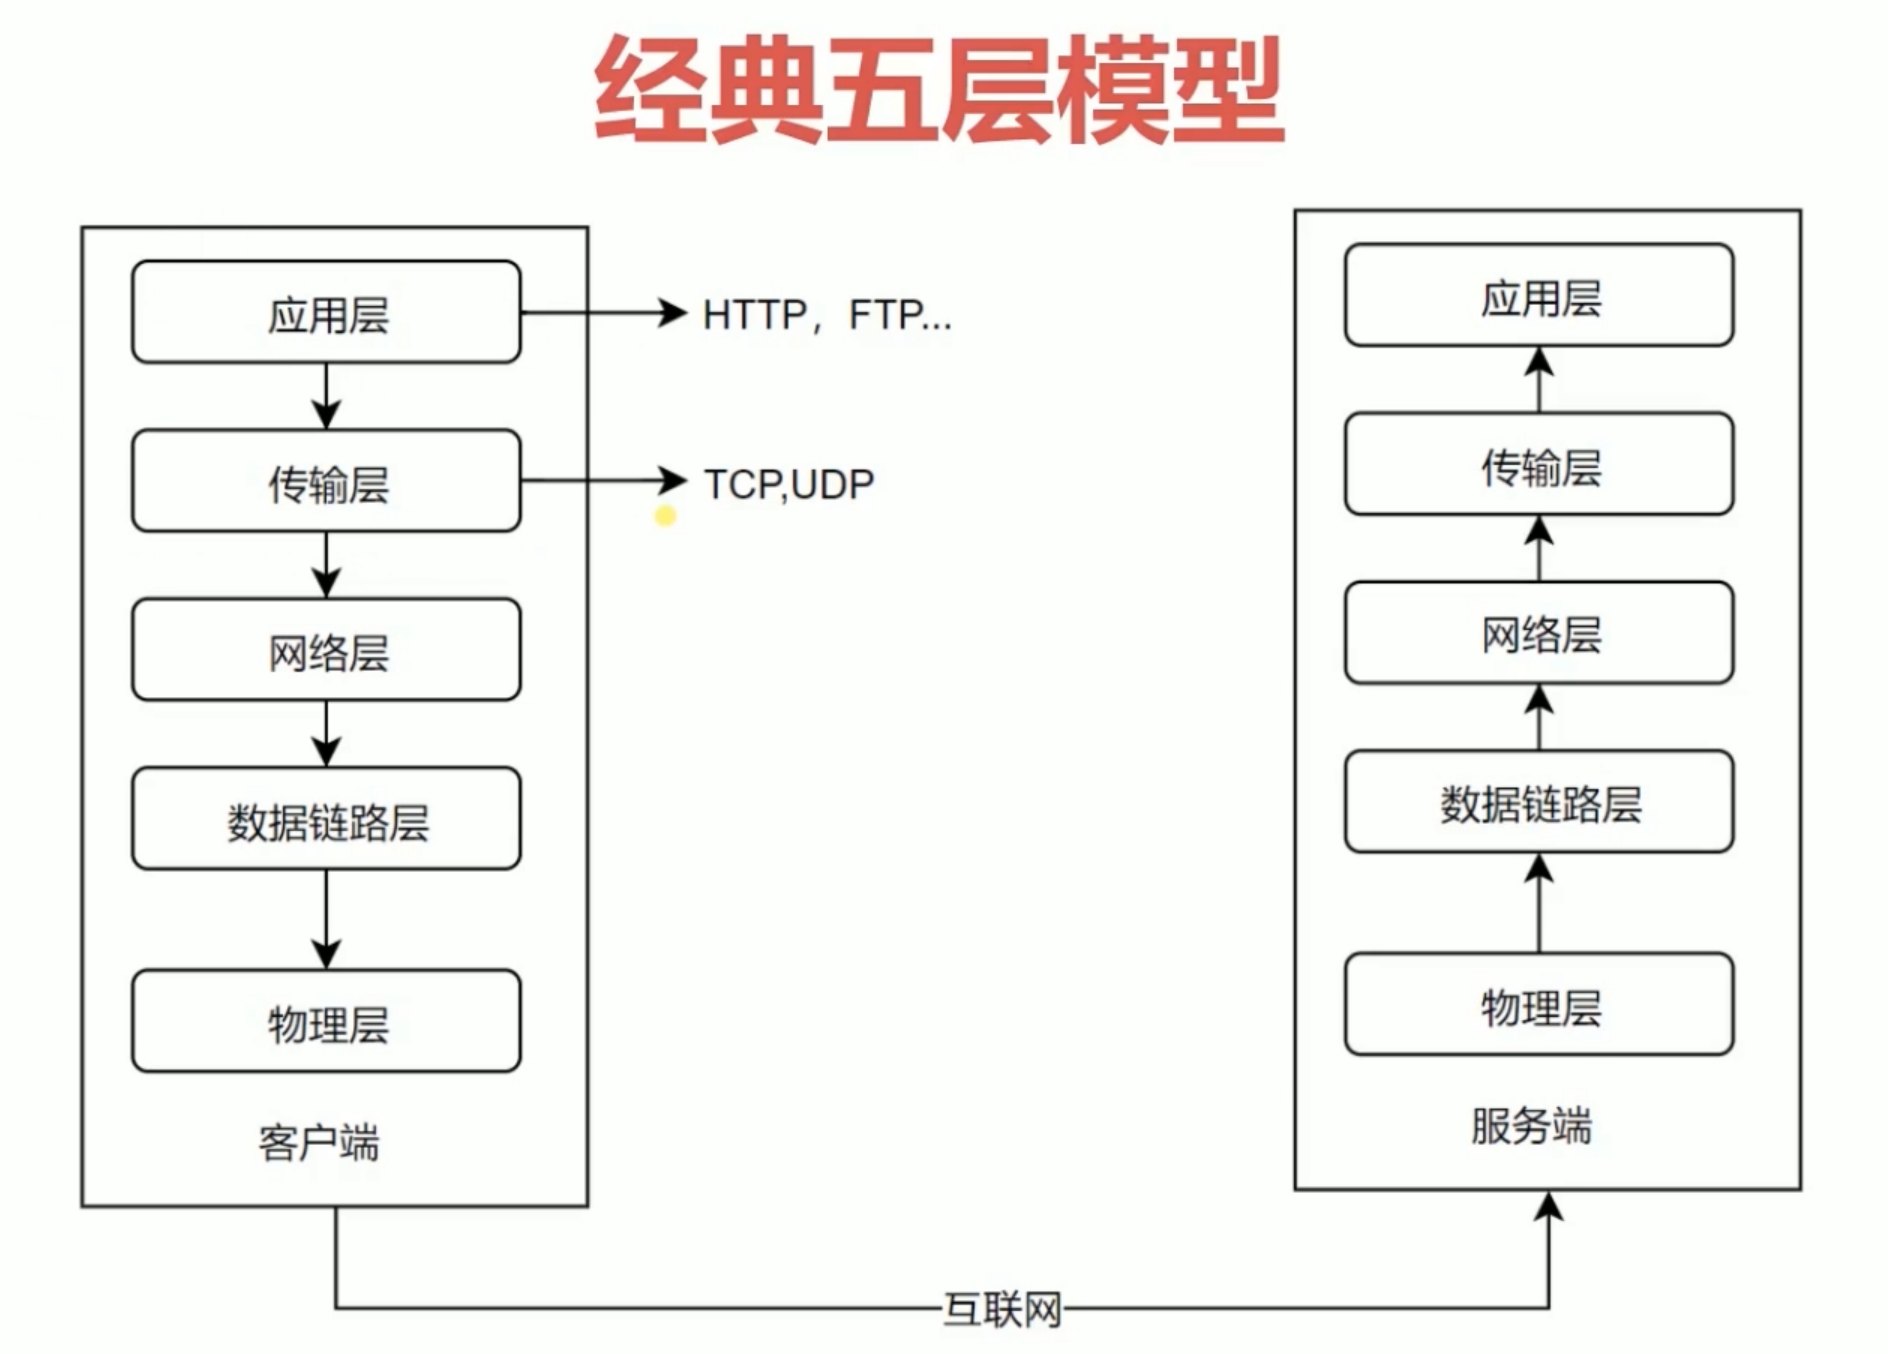 经典五层模型
应用层
HTTP，FTP...
传输层
TCP,UDP
网络层
数据链路层
物理层
客户端
应用层
传输层
网络层
数据链路层
物理层
服务端
互联网